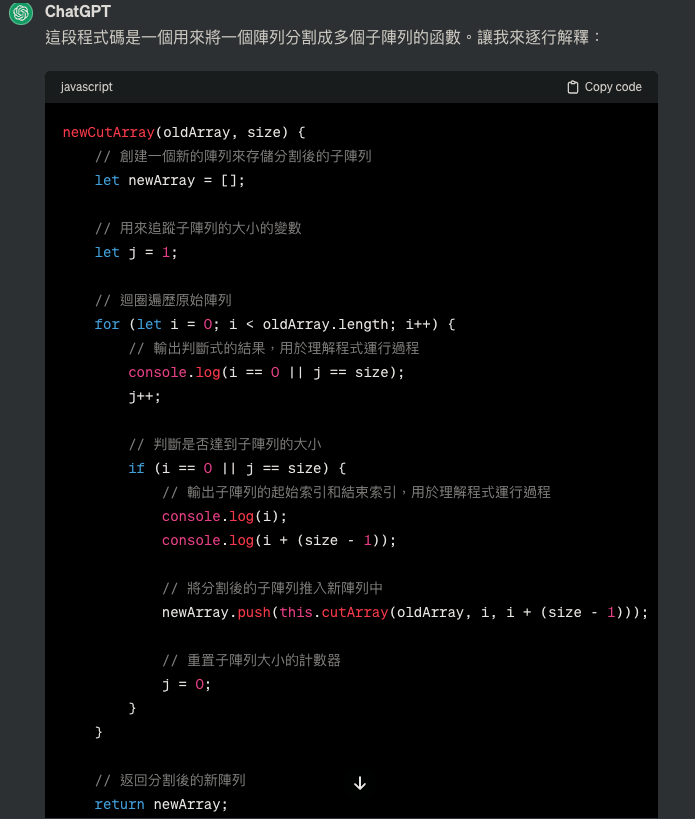 ChatGPT
這段程式碼是一個用來將一個陣列分割成多個子陣列的函數。讓我來逐行解釋：
javascript Copy code
newCutArray(oldArray, size) {
// 創建一個新的陣列來存儲分割後的子陣列
let newArray = [];
// 用來追蹤子陣列的大小的變數
let j = 1;
// 迴圈遍歷原始陣列
for (let i = 0; i < oldArray.length; i++) {
// 輸出判斷式的結果，用於理解程式運行過程
console.log(i == 0 || j == size);
j++;
// 判斷是否達到子陣列的大小
if (i == 0 || j == size) {
// 輸出子陣列的起始索引和結束索引，用於理解程式運行過程
console.log(i);
console.log(i + (size - 1));
// 將分割後的子陣列推入新陣列中
newArray.push(this.cutArray(oldArray, i, i + (size - 1)));
// 重置子陣列大小的計數器
j = 0;
}
}
// 返回分割後的新陣列
return newArray;